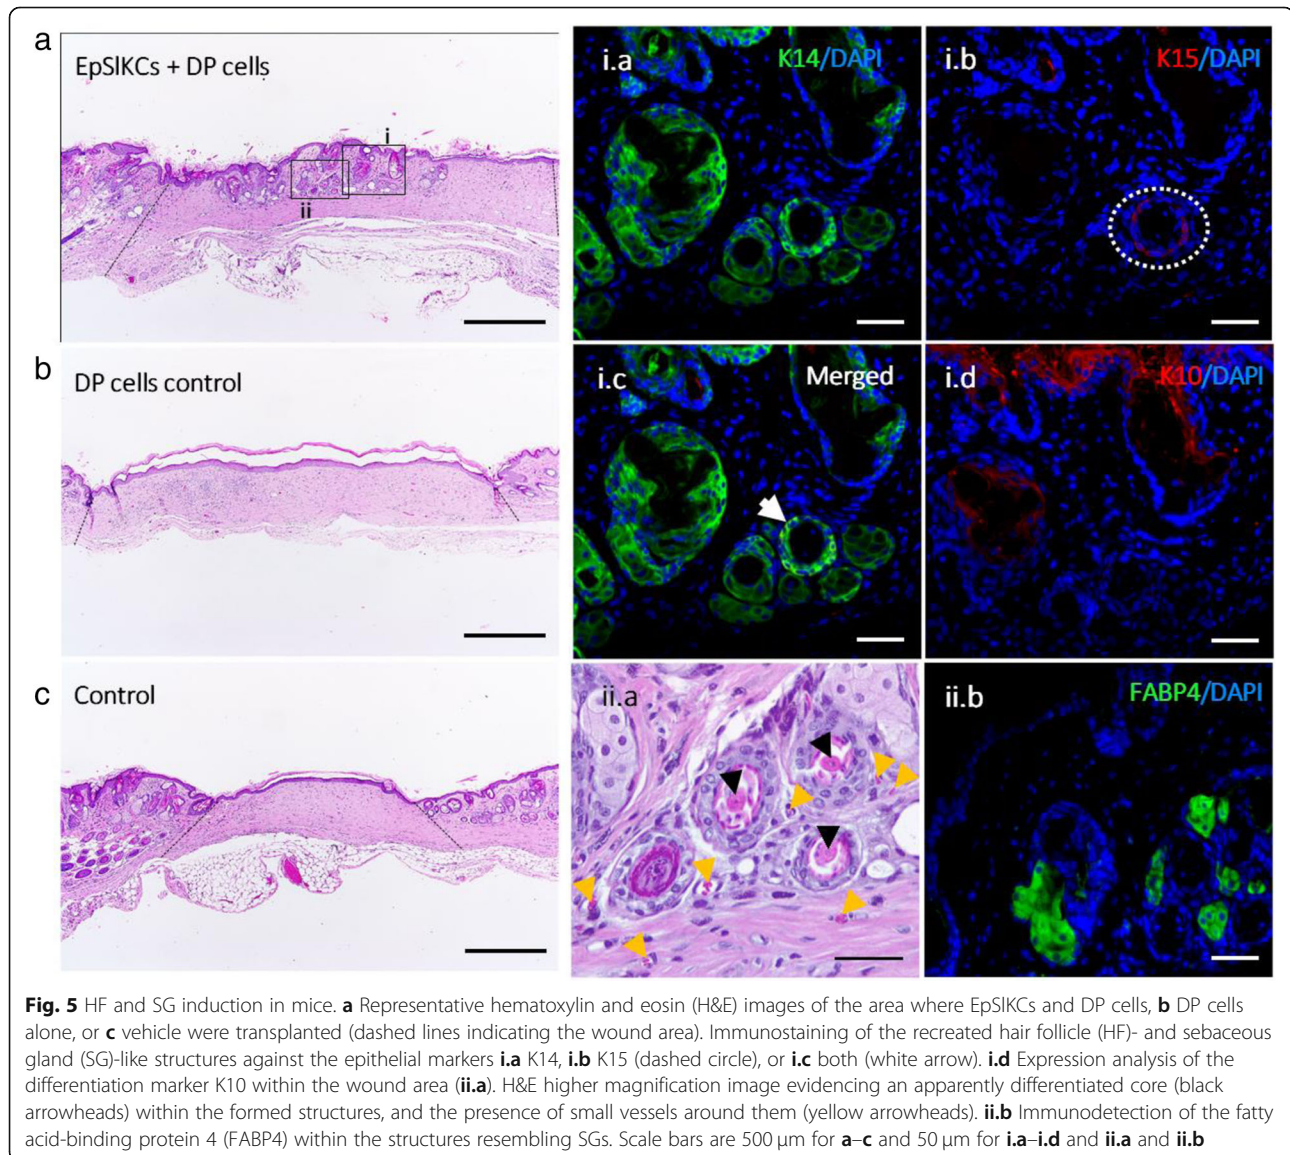 a
EpSlKCs + DP cells
i
ii
i.a
K14/DAPI
i.b
K15/DAPI
b
DP cells control
i.c
Merged
i.d
K10/DAPI
c
Control
ii.a
ii.b
FABP4/DAPI
Fig. 5 HF and SG induction in mice. a Representative hematoxylin and eosin (H&E) images of the area where EpSlKCs and DP cells, b DP cells
alone, or c vehicle were transplanted (dashed lines indicating the wound area). Immunostaining of the recreated hair follicle (HF)- and sebaceous
gland (SG)-like structures against the epithelial markers i.a K14, i.b K15 (dashed circle), or i.c both (white arrow). i.d Expression analysis of the
differentiation marker K10 within the wound area (ii.a). H&E higher magnification image evidencing an apparently differentiated core (black
arrowheads) within the formed structures, and the presence of small vessels around them (yellow arrowheads). ii.b Immunodetection of the fatty
acid-binding protein 4 (FABP4) within the structures resembling SGs. Scale bars are 500 μm for a–c and 50 μm for i.a–i.d and ii.a and ii.b